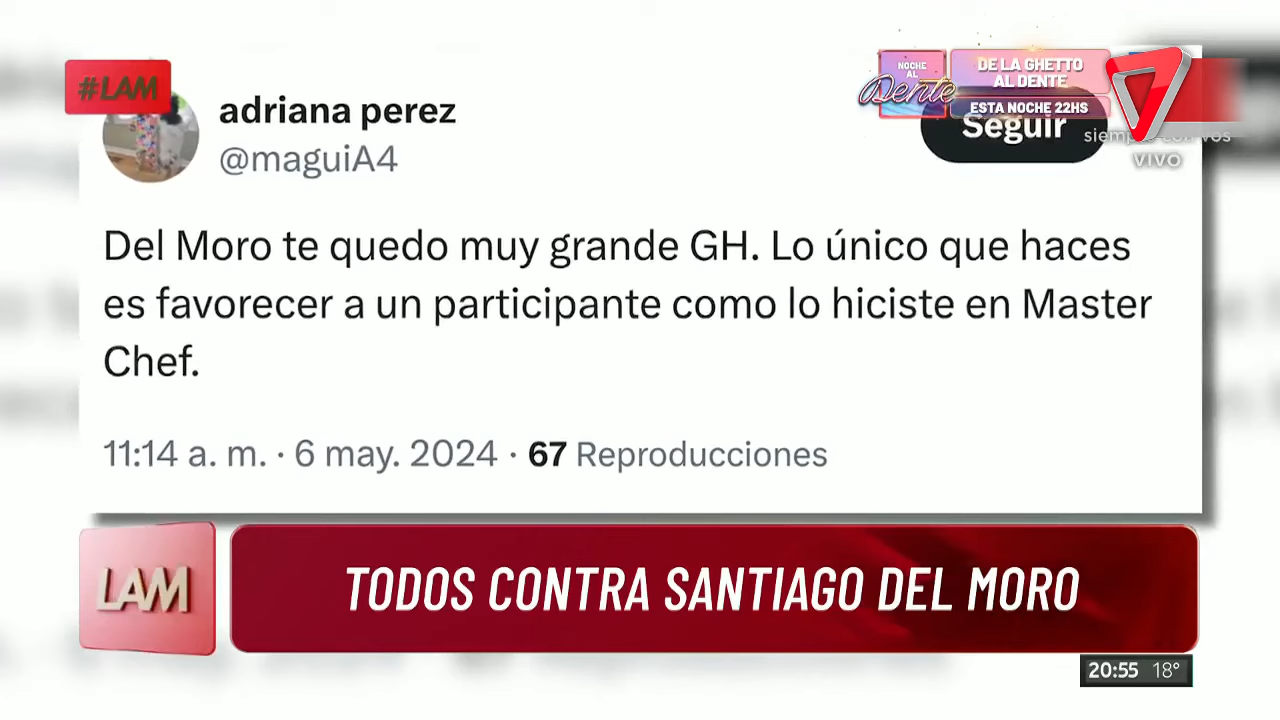 #LAM
NOCHE
AL
Dente
DE LA GHETTO
AL DENTE
ESTA NOCHE 22HS
adriana perez
@maguiA4
Seguir
VIVO
Del Moro te quedo muy grande GH. Lo único que haces
es favorecer a un participante como lo hiciste en Master
Chef.
11:14 a. m. · 6 may. 2024 · 67 Reproducciones
LAM
TODOS CONTRA SANTIAGO DEL MORO
20:55 18°